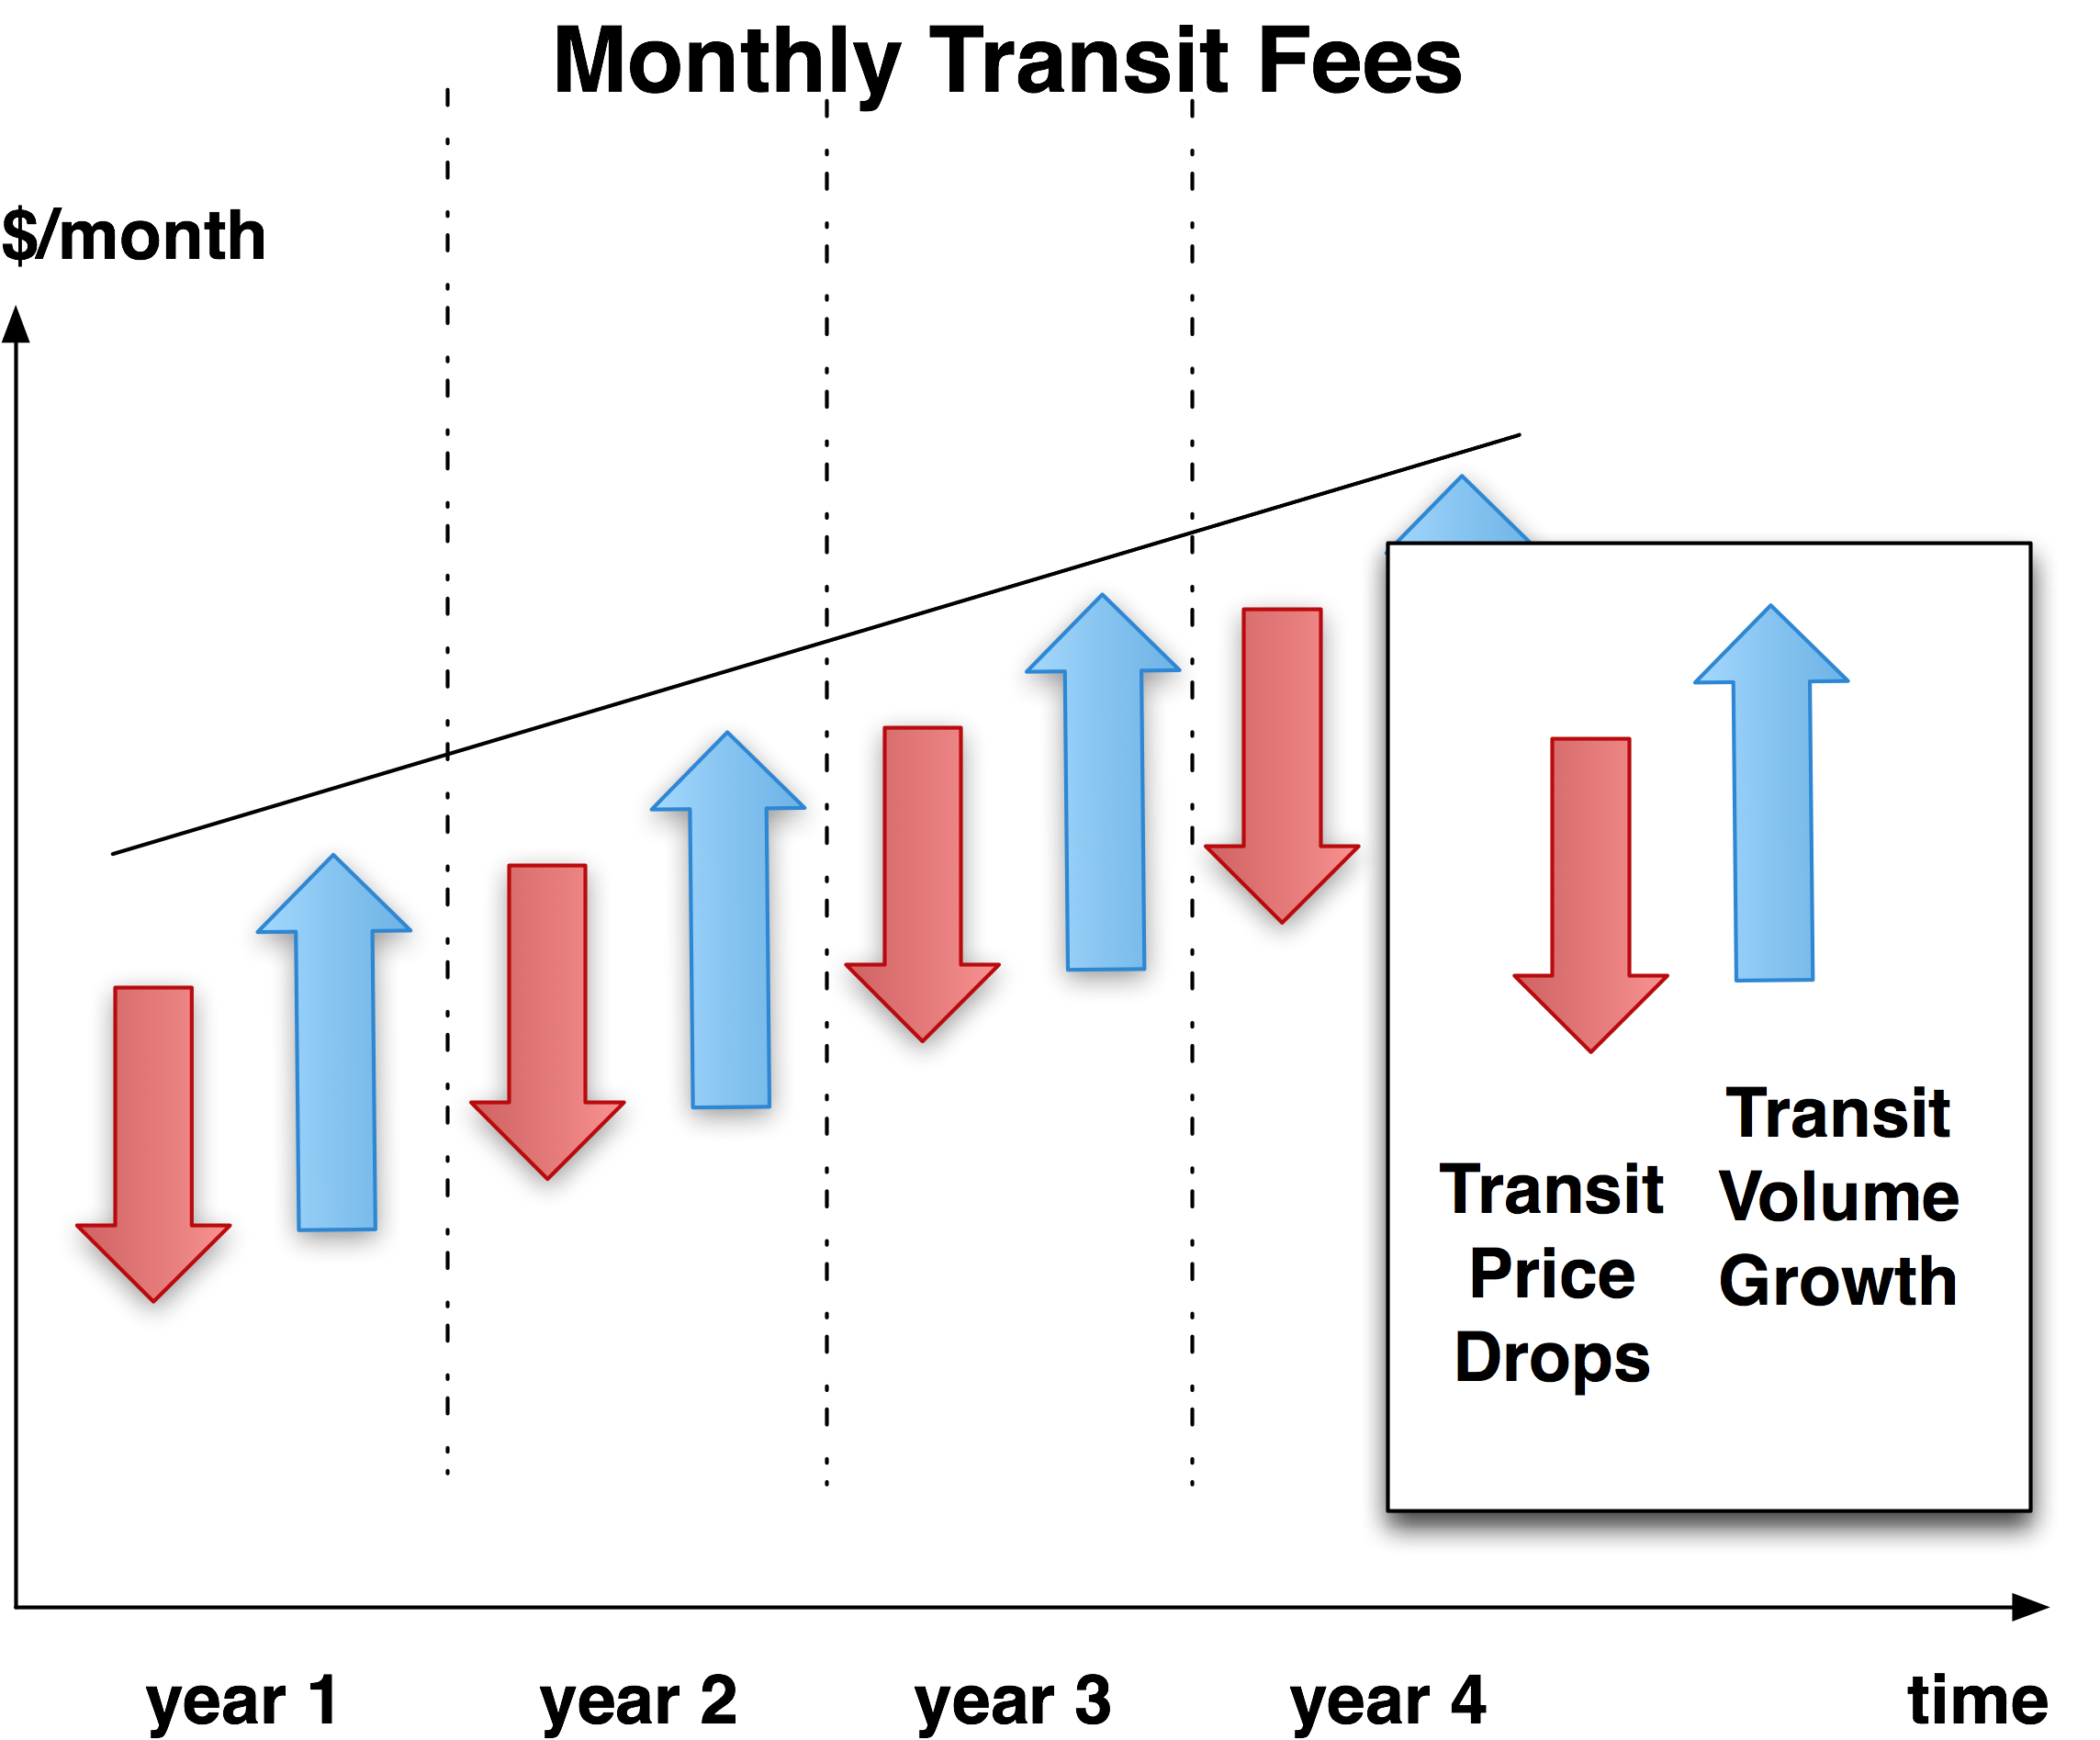 Monthly Transit Fees
$/month
Transit
Price
Drops
Transit
Volume
Growth
year 1
year 2
year 3
year 4
time